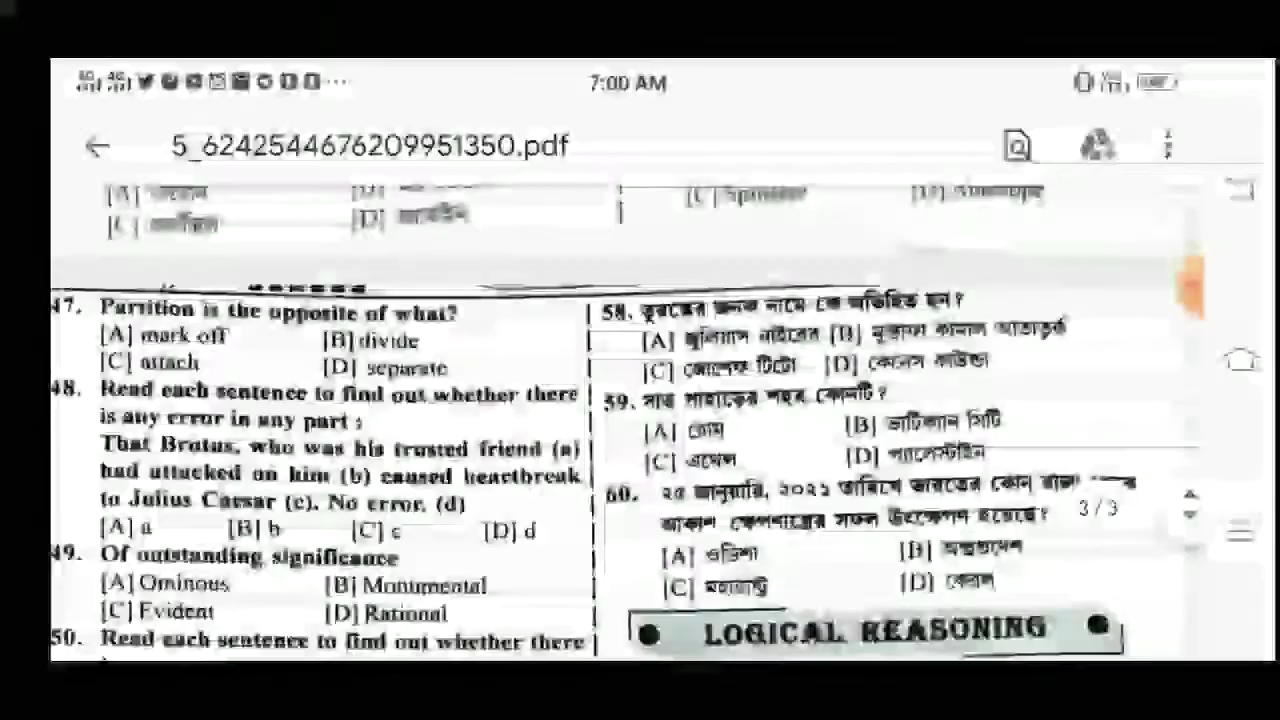 7:00 AM
5_6242544676209951350.pdf
[A]
[C] [D]
[C] Sponsor [D]
47. Parrition is the opposite of what?
[A] mark off [B] divide
[C] attach [D] separate
48. Read each sentence to find out whether there
is any error in any part :
That Brutus, who was his trusted friend (a)
had attacked on him (b) caused heartbreak
to Julius Caesar (c). No error. (d)
[A] a [B] b [C] c [D] d
49. Of outstanding significance
[A] Ominous [B] Monumental
[C] Evident [D] Rational
50. Read each sentence to find out whether there
58. তুরস্কের জনক নামে কে অভিহিত হন?
[A] জুলিয়াস নাইরেরে [B] মুস্তাফা কামাল আতাতুর্ক
[C] জোসেফ টিটো [D] কেনেথ কাউন্ডা
59. সাত পাহাড়ের শহর কোনটি?
[A] রোম [B] ভ্যাটিকান সিটি
[C] এথেন্স [D] প্যালেস্টাইন
60. ২৫ জানুয়ারি, ২০২১ তারিখে ভারতের কোন রাজ্য
আকাশ ক্ষেপণাস্ত্রের সফল উৎক্ষেপণ হয়েছে?
3/3
[A] ওড়িশা [B] অন্ধ্রপ্রদেশ
[C] মহারাষ্ট্র [D] কেরল
LOGICAL REASONING